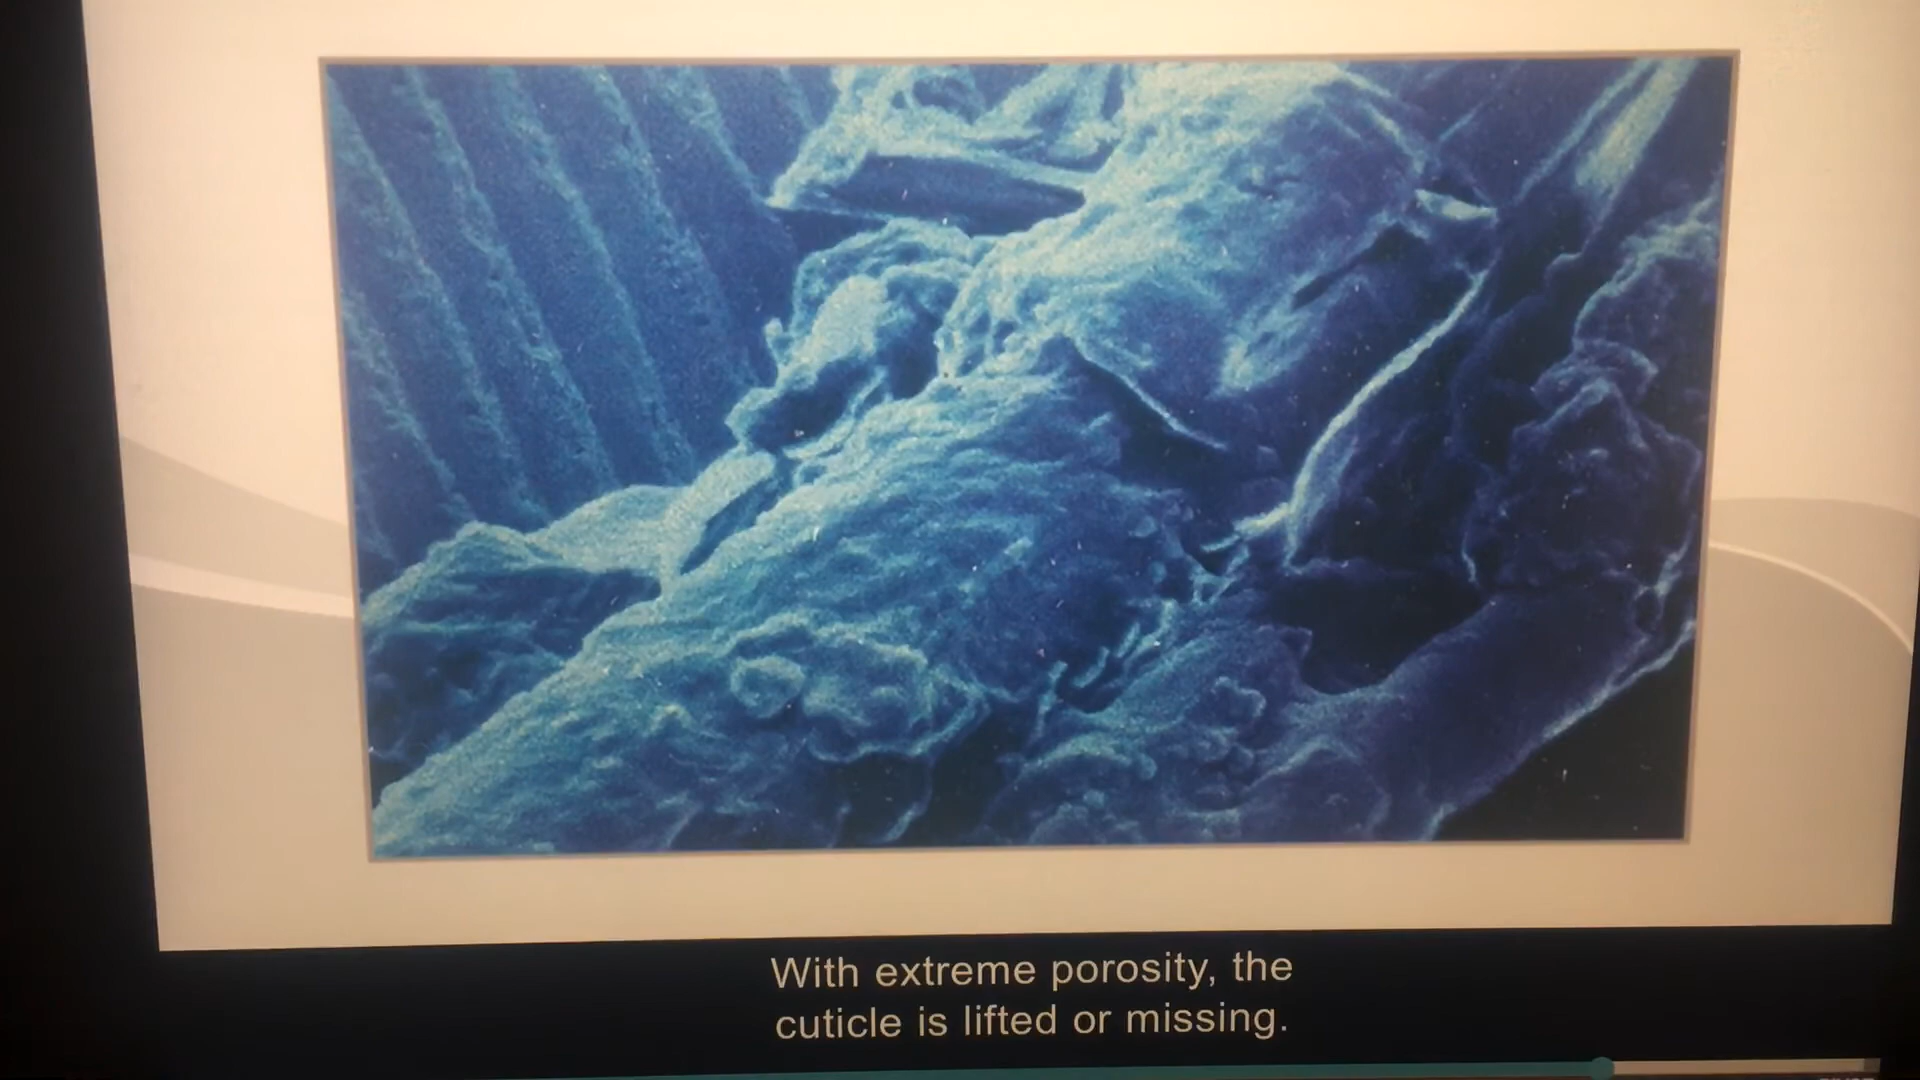 With extreme porosity, the
cuticle is lifted or missing.